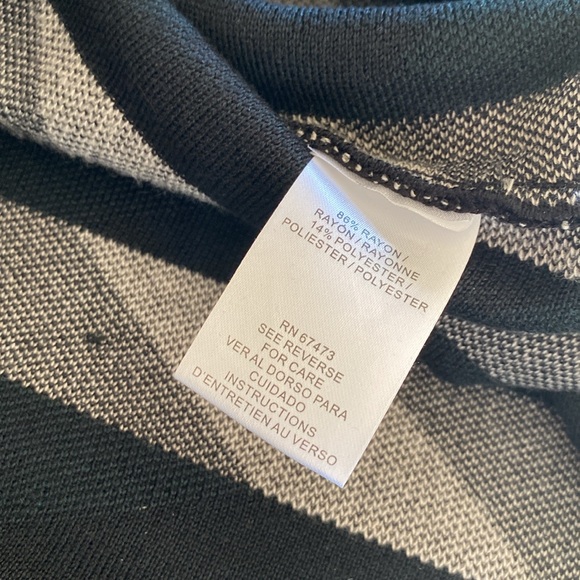 86% RAYON /
RAYÓN / RAYONNE
14% POLYESTER /
POLIESTER / POLYESTER
RN 67473
SEE REVERSE
FOR CARE
VER AL DORSO PARA
CUIDADO
INSTRUCTIONS
D'ENTRETIEN AU VERSO